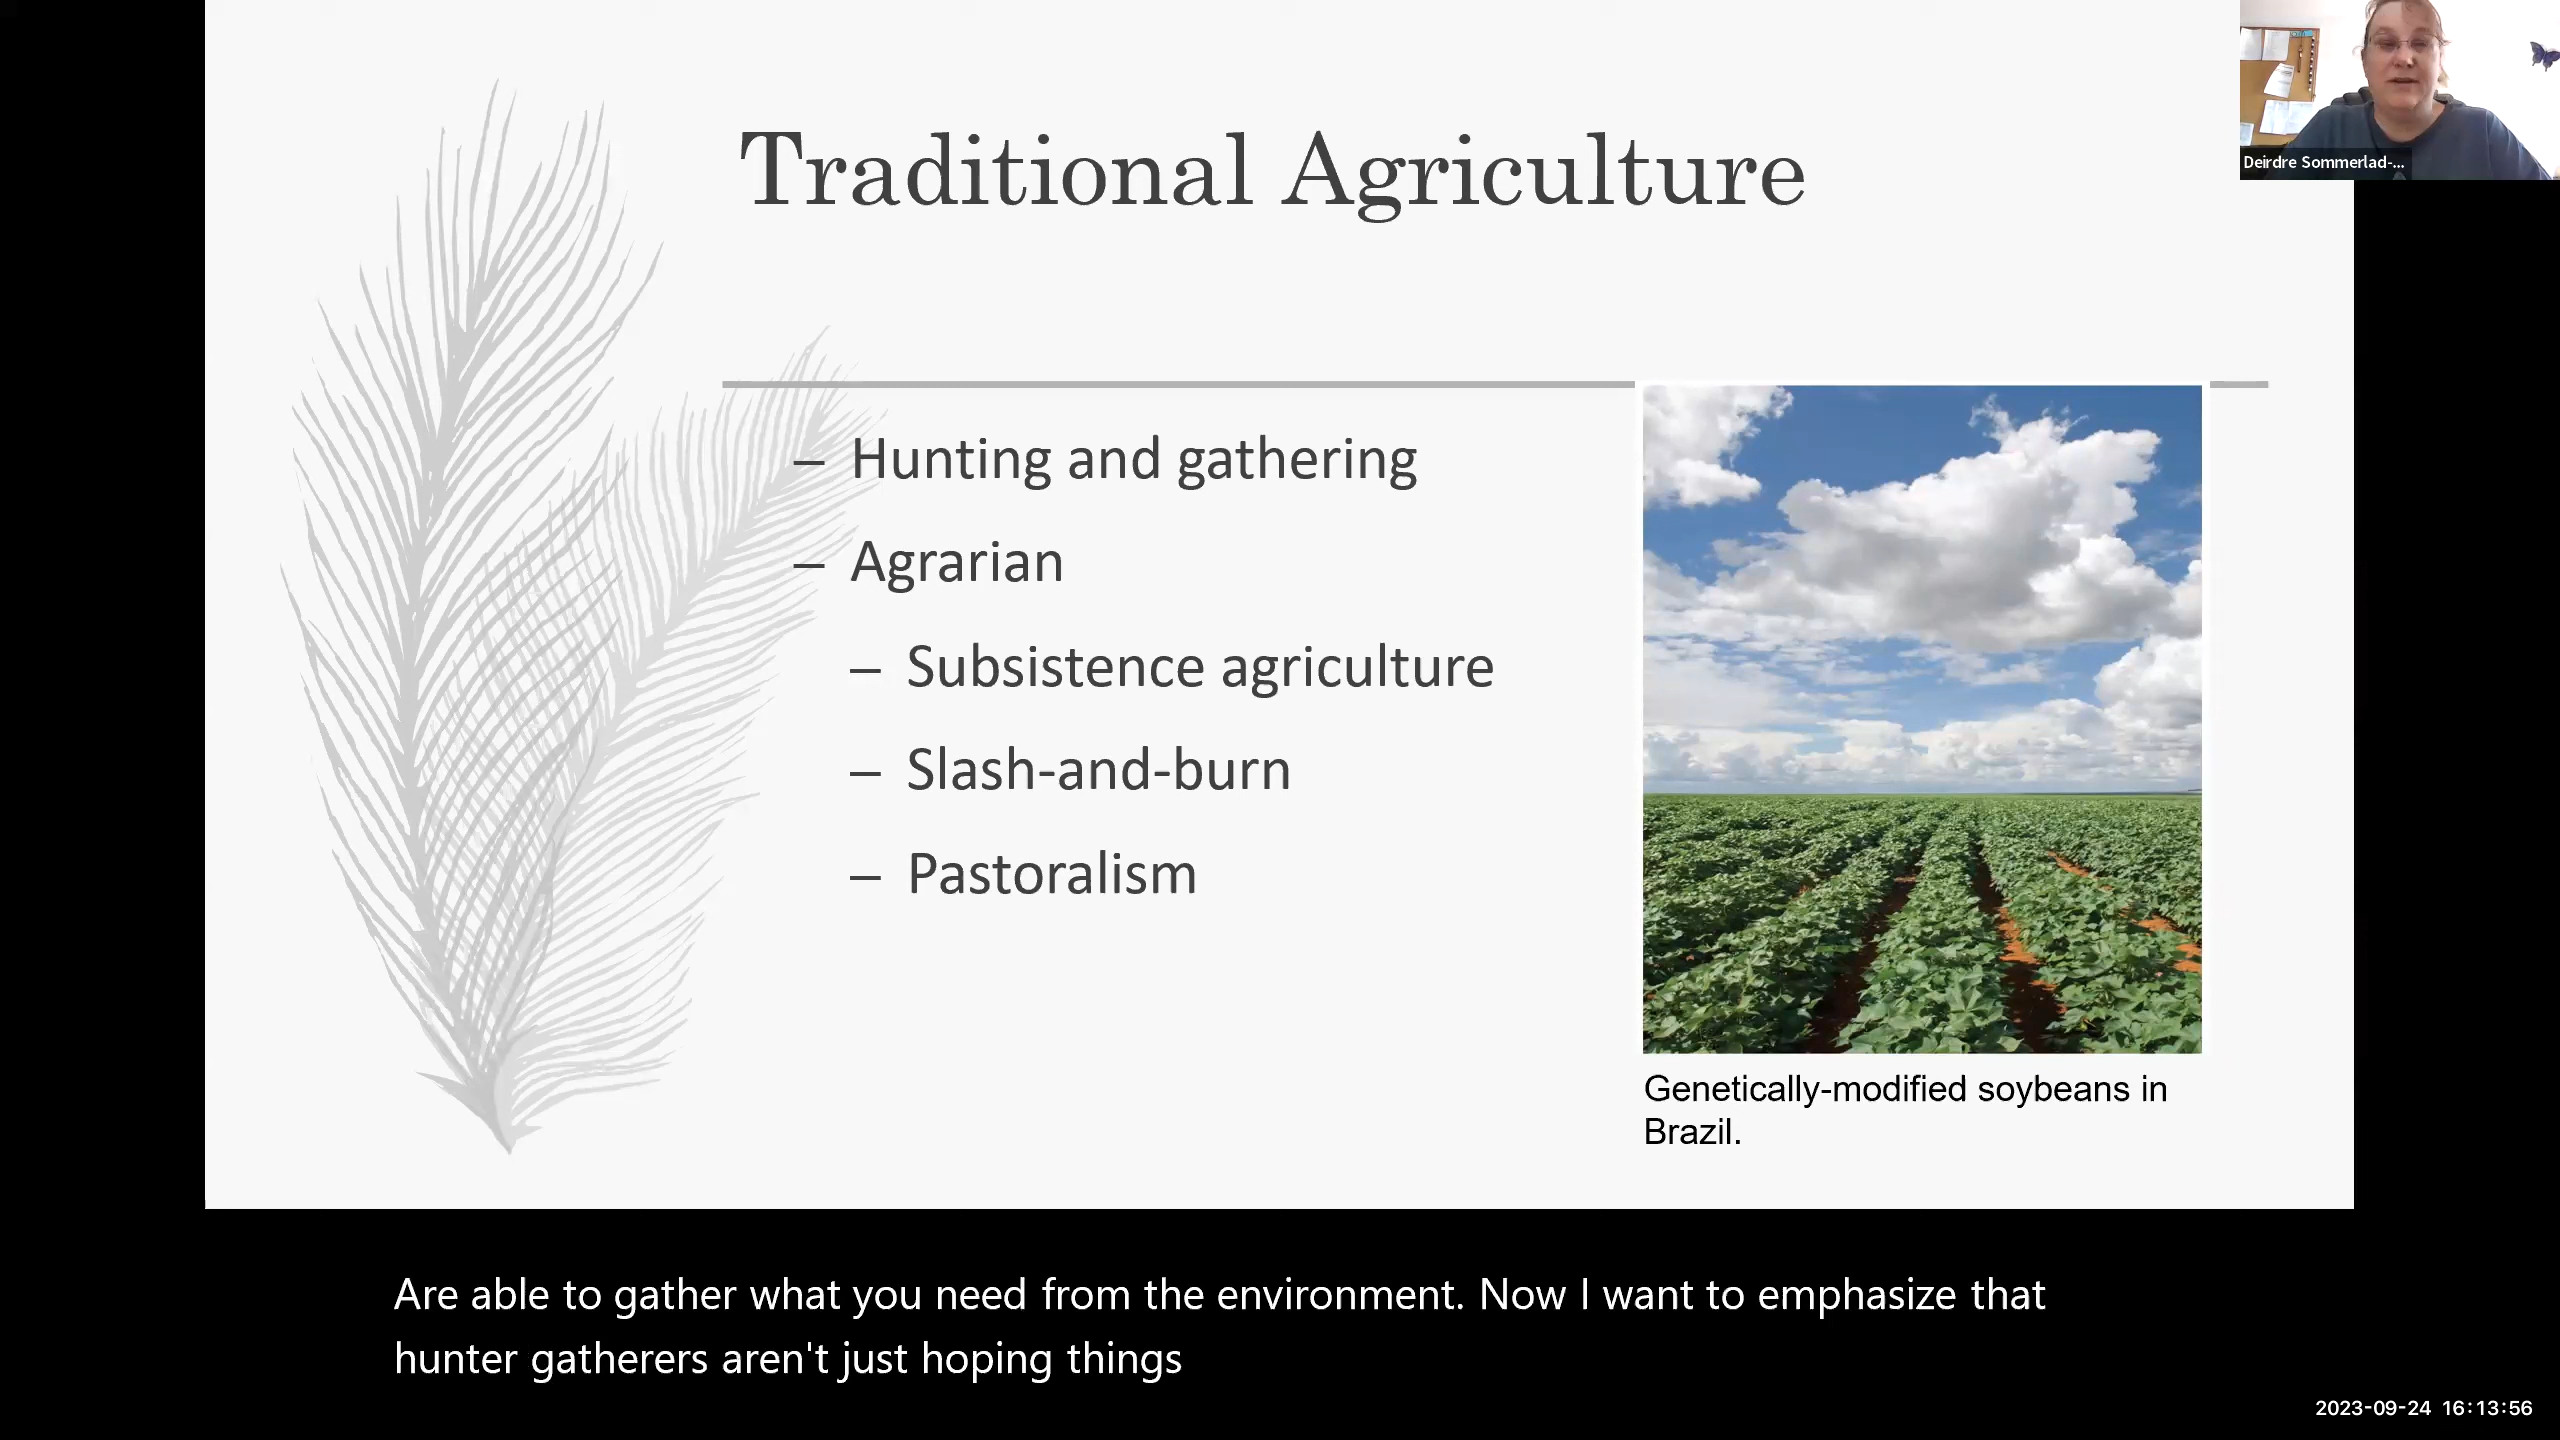 Traditional Agriculture
Deirdre Sommerlad-...
– Hunting and gathering
– Agrarian
– Subsistence agriculture
– Slash-and-burn
– Pastoralism
Genetically-modified soybeans in
Brazil.
Are able to gather what you need from the environment. Now I want to emphasize that
hunter gatherers aren't just hoping things
2023-09-24 16:13:56